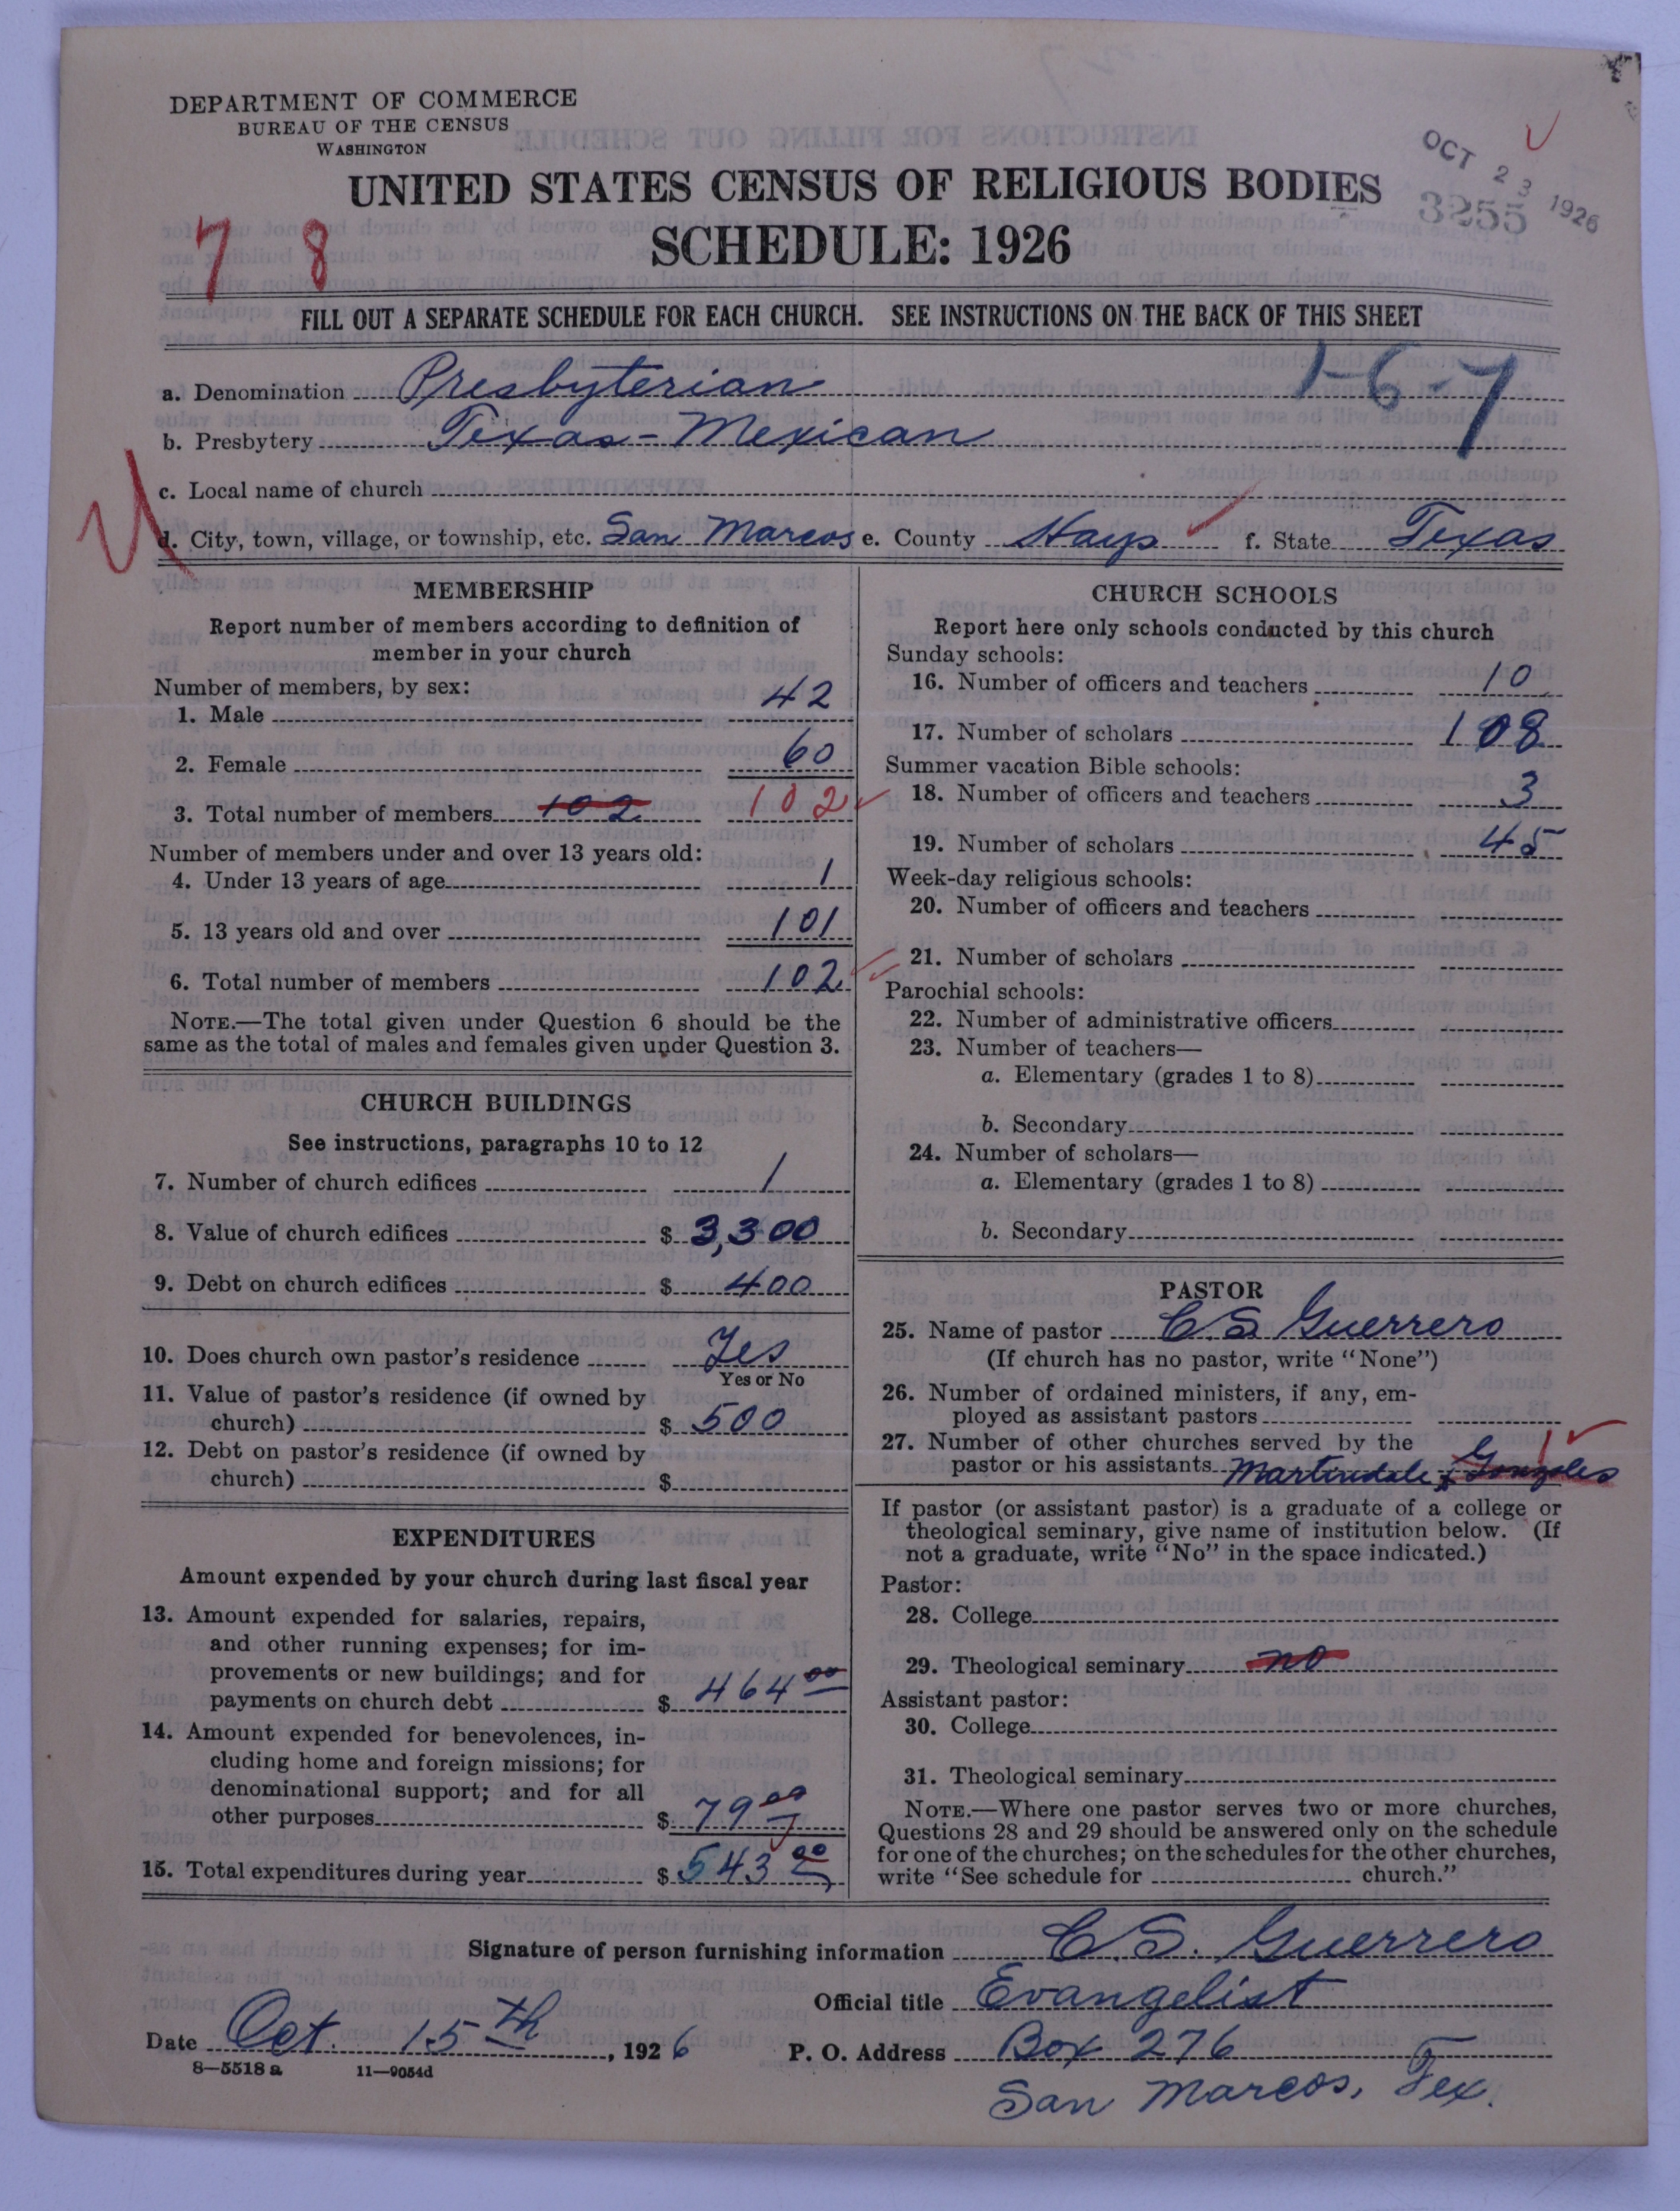 DEPARTMENT OF COMMERCE
BUREAU OF THE CENSUS
WASHINGTON
OCT 23 1926
3255
UNITED STATES CENSUS OF RELIGIOUS BODIES
SCHEDULE: 1926
7 8
FILL OUT A SEPARATE SCHEDULE FOR EACH CHURCH. SEE INSTRUCTIONS ON THE BACK OF THIS SHEET
1-6-7
a. Denomination Presbyterian
b. Presbytery Texas-Mexican
c. Local name of church
d. City, town, village, or township, etc. San Marcos e. County Hays f. State Texas
MEMBERSHIP
Report number of members according to definition of
member in your church
Number of members, by sex:
1. Male 42
2. Female 60
3. Total number of members 102 102
Number of members under and over 13 years old:
4. Under 13 years of age 1
5. 13 years old and over 101
6. Total number of members 102
NOTE.—The total given under Question 6 should be the
same as the total of males and females given under Question 3.
CHURCH BUILDINGS
See instructions, paragraphs 10 to 12
7. Number of church edifices 1
8. Value of church edifices $ 3,300
9. Debt on church edifices $ 400
10. Does church own pastor's residence Yes
Yes or No
11. Value of pastor's residence (if owned by
church) $ 500
12. Debt on pastor's residence (if owned by
church) $
EXPENDITURES
Amount expended by your church during last fiscal year
13. Amount expended for salaries, repairs,
and other running expenses; for im-
provements or new buildings; and for
payments on church debt $ 464 00
14. Amount expended for benevolences, in-
cluding home and foreign missions; for
denominational support; and for all
other purposes $ 79 00
15. Total expenditures during year $ 543 00
CHURCH SCHOOLS
Report here only schools conducted by this church
Sunday schools:
16. Number of officers and teachers 10
17. Number of scholars 108
Summer vacation Bible schools:
18. Number of officers and teachers 3
19. Number of scholars 45
Week-day religious schools:
20. Number of officers and teachers
21. Number of scholars
Parochial schools:
22. Number of administrative officers
23. Number of teachers—
a. Elementary (grades 1 to 8)
b. Secondary
24. Number of scholars—
a. Elementary (grades 1 to 8)
b. Secondary
PASTOR
25. Name of pastor C. S. Guerrero
(If church has no pastor, write "None")
26. Number of ordained ministers, if any, em-
ployed as assistant pastors
27. Number of other churches served by the 1
pastor or his assistants Martindale & Gonzales
If pastor (or assistant pastor) is a graduate of a college or
theological seminary, give name of institution below. (If
not a graduate, write "No" in the space indicated.)
Pastor:
28. College
29. Theological seminary no
Assistant pastor:
30. College
31. Theological seminary
NOTE.—Where one pastor serves two or more churches,
Questions 28 and 29 should be answered only on the schedule
for one of the churches; on the schedules for the other churches,
write "See schedule for church."
Signature of person furnishing information C. S. Guerrero
Official title Evangelist
Date Oct. 15th, 1926 P. O. Address Box 276
8—5518 a 11—9054d
San Marcos, Tex.